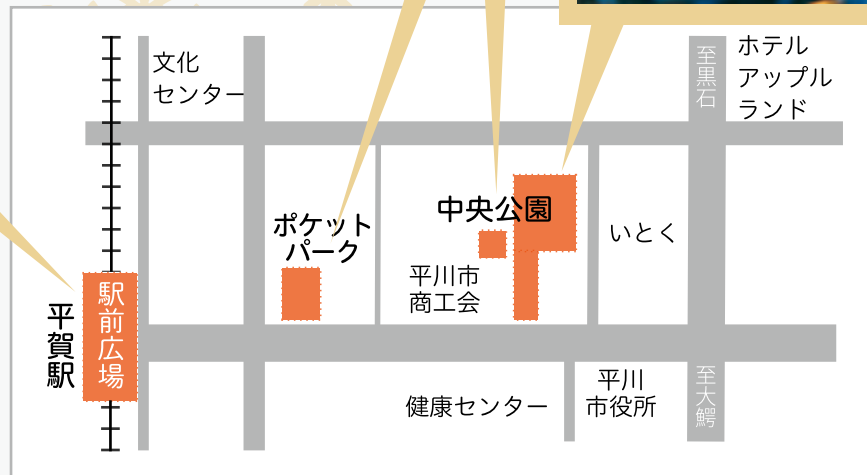 文化
センター
至黒石
ホテル
アップル
ランド
ポケット
パーク
中央公園
いとく
平川市
商工会
駅前広場
平賀駅
健康センター
平川
市役所
至大鰐